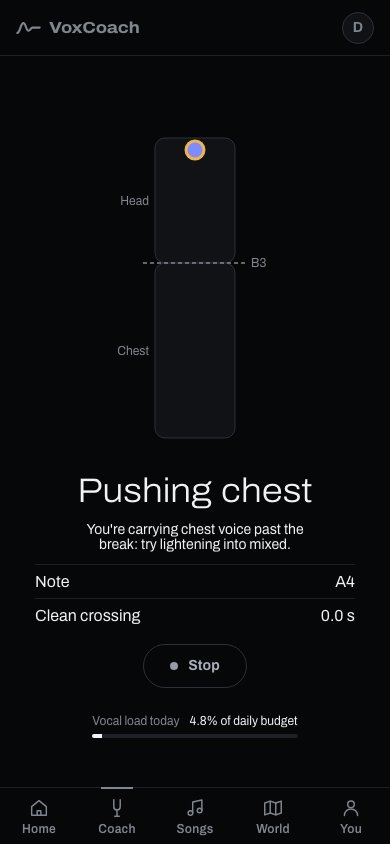 VoxCoach
D
Head
B3
Chest
Pushing chest
You're carrying chest voice past the
break: try lightening into mixed.
Note A4
Clean crossing 0.0 s
Stop
Vocal load today 4.8% of daily budget
Home Coach Songs World You